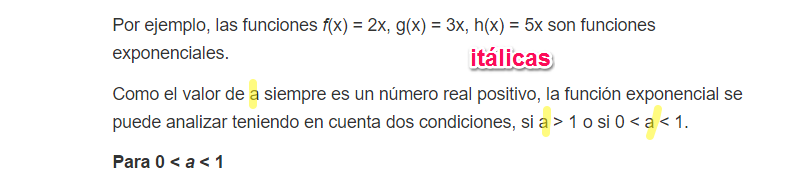 Por ejemplo, las funciones f(x) = 2x, g(x) = 3x, h(x) = 5x son funciones
exponenciales.
itálicas
Como el valor de a siempre es un número real positivo, la función exponencial se
puede analizar teniendo en cuenta dos condiciones, si a > 1 o si 0 < a < 1.
Para 0 < a < 1